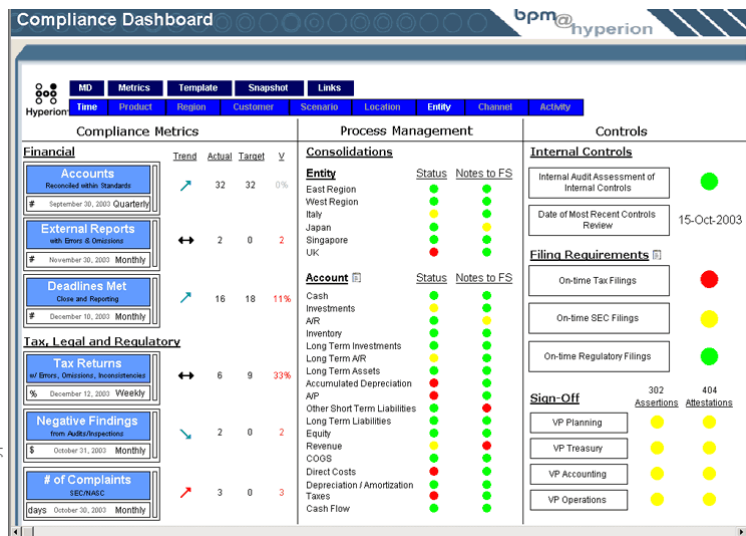 Compliance Dashboard
bpm@hyperion
MD Metrics Template Snapshot Links
Hyperion
Time Product Region Customer Scenario Location Entity Channel Activity
Compliance Metrics
Financial
Trend Actual Target V
Accounts
Reconciled within Standards
# September 30, 2003 Quarterly
32 32 0%
External Reports
with Errors & Omissions
# November 30, 2003 Monthly
2 0 2
Deadlines Met
Close and Reporting
# December 10, 2003 Monthly
16 18 11%
Tax, Legal and Regulatory
Tax Returns
w/ Errors, Omissions, Inconsistencies
% December 12, 2003 Weekly
6 9 33%
Negative Findings
from Audits/Inspections
$ October 31, 2003 Monthly
2 0 2
# of Complaints
SEC/NASC
days October 30, 2003 Monthly
3 0 3
Process Management
Consolidations
Entity Status Notes to FS
East Region
West Region
Italy
Japan
Singapore
UK
Account Status Notes to FS
Cash
Investments
A/R
Inventory
Long Term Investments
Long Term A/R
Long Term Assets
Accumulated Depreciation
A/P
Other Short Term Liabilities
Long Term Liabilities
Equity
Revenue
COGS
Direct Costs
Depreciation / Amortization
Taxes
Cash Flow
Controls
Internal Controls
Internal Audit Assessment of
Internal Controls
Date of Most Recent Controls
Review
15-Oct-2003
Filing Requirements
On-time Tax Filings
On-time SEC Filings
On-time Regulatory Filings
Sign-Off
302 404
Assertions Attestations
VP Planning
VP Treasury
VP Accounting
VP Operations